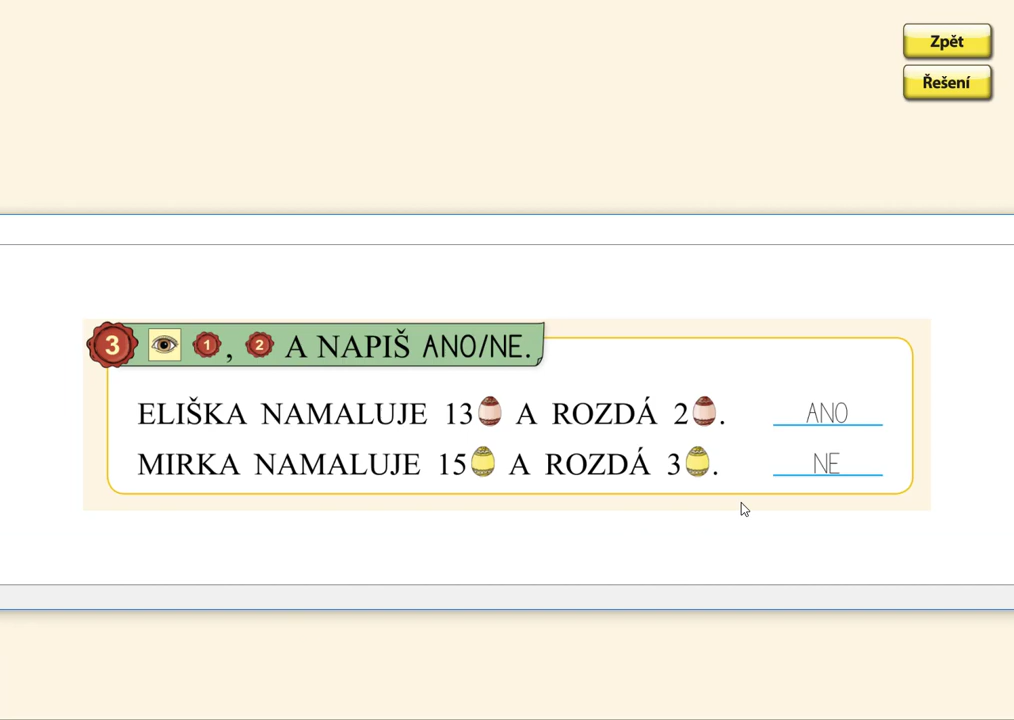 Zpět
Řešení
3 1, 2 A NAPIŠ ANO/NE.
ELIŠKA NAMALUJE 13 A ROZDÁ 2. ANO
MIRKA NAMALUJE 15 A ROZDÁ 3. NE